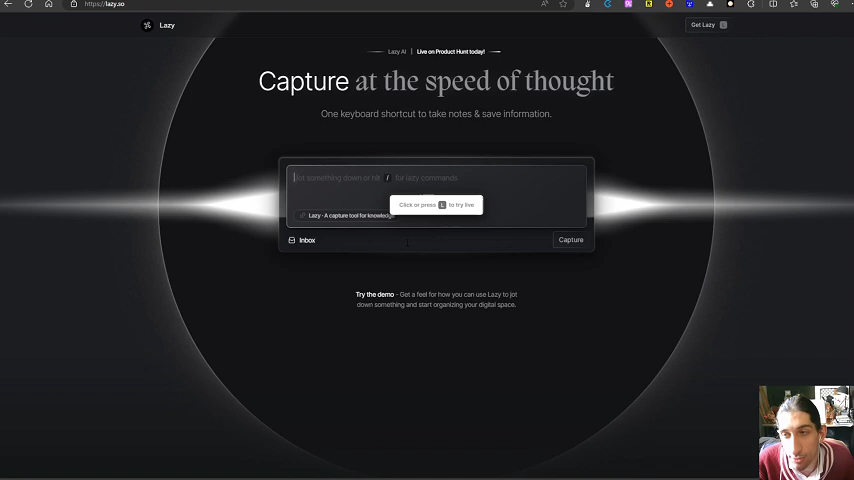 https://lazy.so
Lazy
Get Lazy L
Lazy AI | Live on Product Hunt today!
Capture at the speed of thought
One keyboard shortcut to take notes & save information.
Jot something down or hit / for lazy commands
Click or press L to try live
Lazy - A capture tool for knowledge
Inbox
Capture
Try the demo - Get a feel for how you can use Lazy to jot
down something and start organizing your digital space.